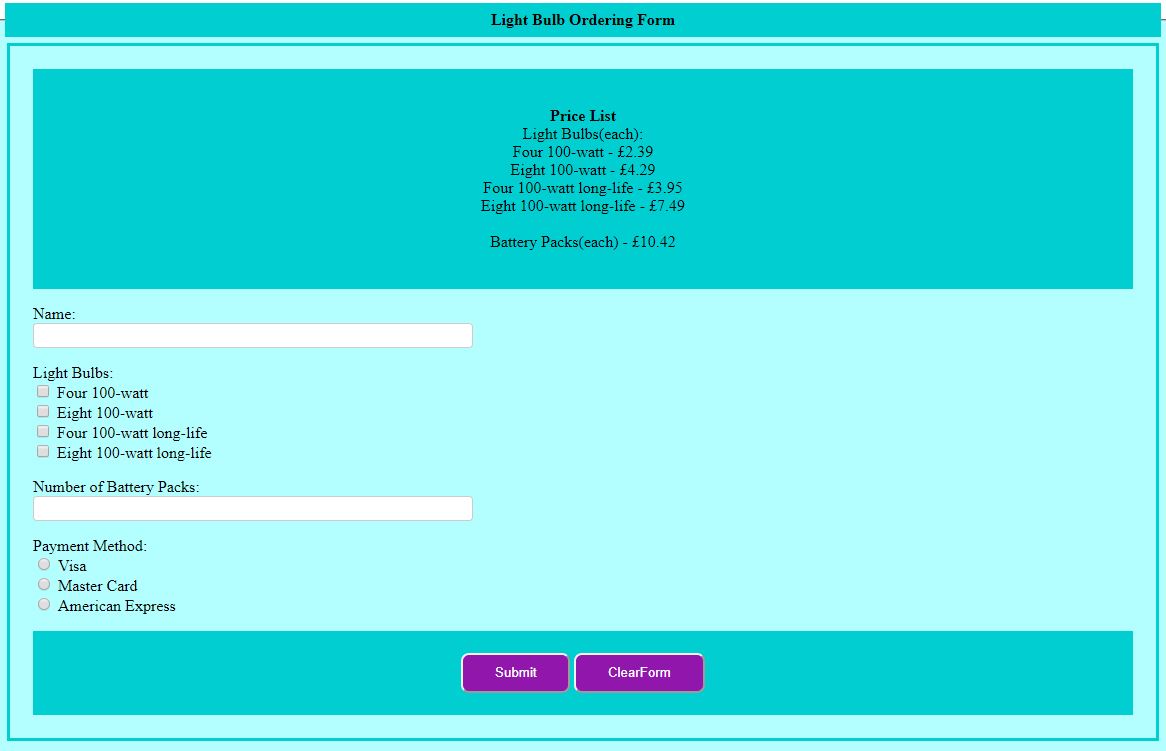 Light Bulb Ordering Form
Price List
Light Bulbs(each):
Four 100-watt - £2.39
Eight 100-watt - £4.29
Four 100-watt long-life - £3.95
Eight 100-watt long-life - £7.49
Battery Packs(each) - £10.42
Name:
Light Bulbs:
Four 100-watt
Eight 100-watt
Four 100-watt long-life
Eight 100-watt long-life
Number of Battery Packs:
Payment Method:
Visa
Master Card
American Express
Submit ClearForm